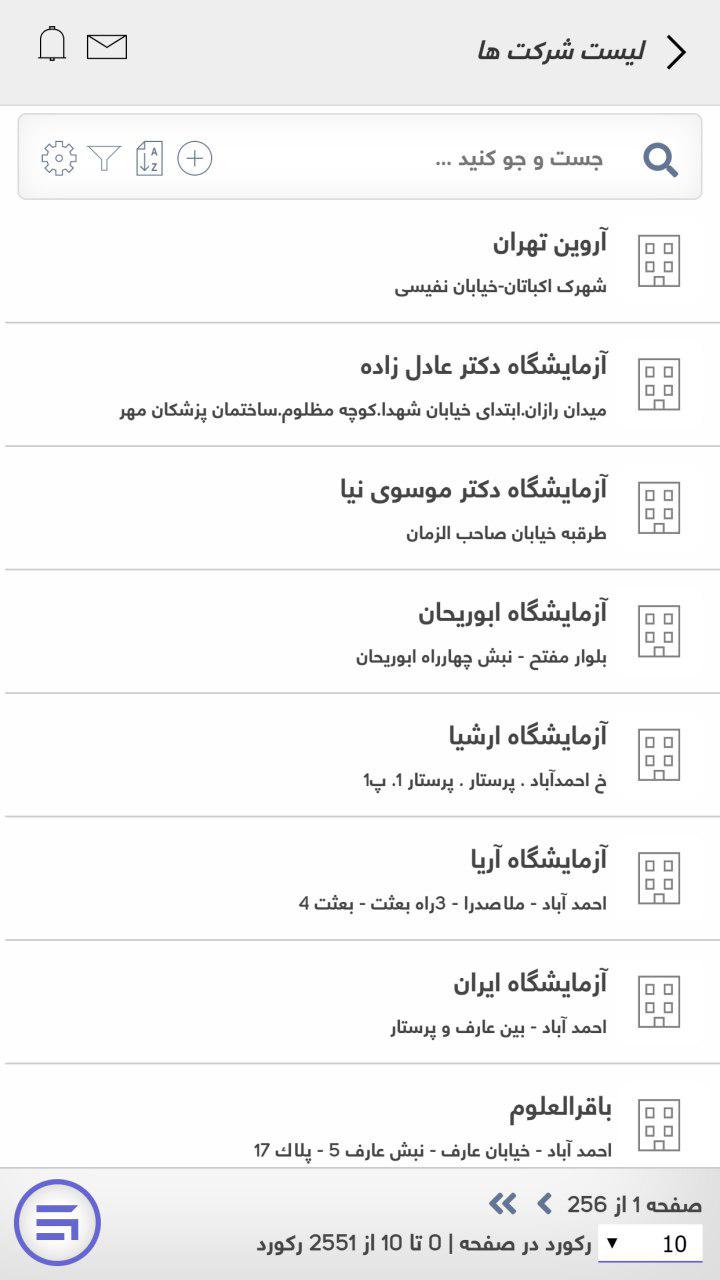 لیست شرکت ها
جست و جو کنید ...
آروین تهران
شهرک اکباتان-خیابان نفیسی
آزمایشگاه دکتر عادل زاده
میدان رازان.ابتدای خیابان شهدا.کوچه مظلوم.ساختمان پزشکان مهر
آزمایشگاه دکتر موسوی نیا
طرقبه خیابان صاحب الزمان
آزمایشگاه ابوریحان
بلوار مفتح - نبش چهارراه ابوریحان
آزمایشگاه ارشیا
خ احمدآباد . پرستار . پرستار 1. پ1
آزمایشگاه آریا
احمد آباد - ملاصدرا - 3راه بعثت - بعثت 4
آزمایشگاه ایران
احمد آباد - بین عارف و پرستار
باقرالعلوم
احمد آباد - خیابان عارف - نبش عارف 5 - پلاک 17
صفحه 1 از 256
10 رکورد در صفحه | 0 تا 10 از 2551 رکورد